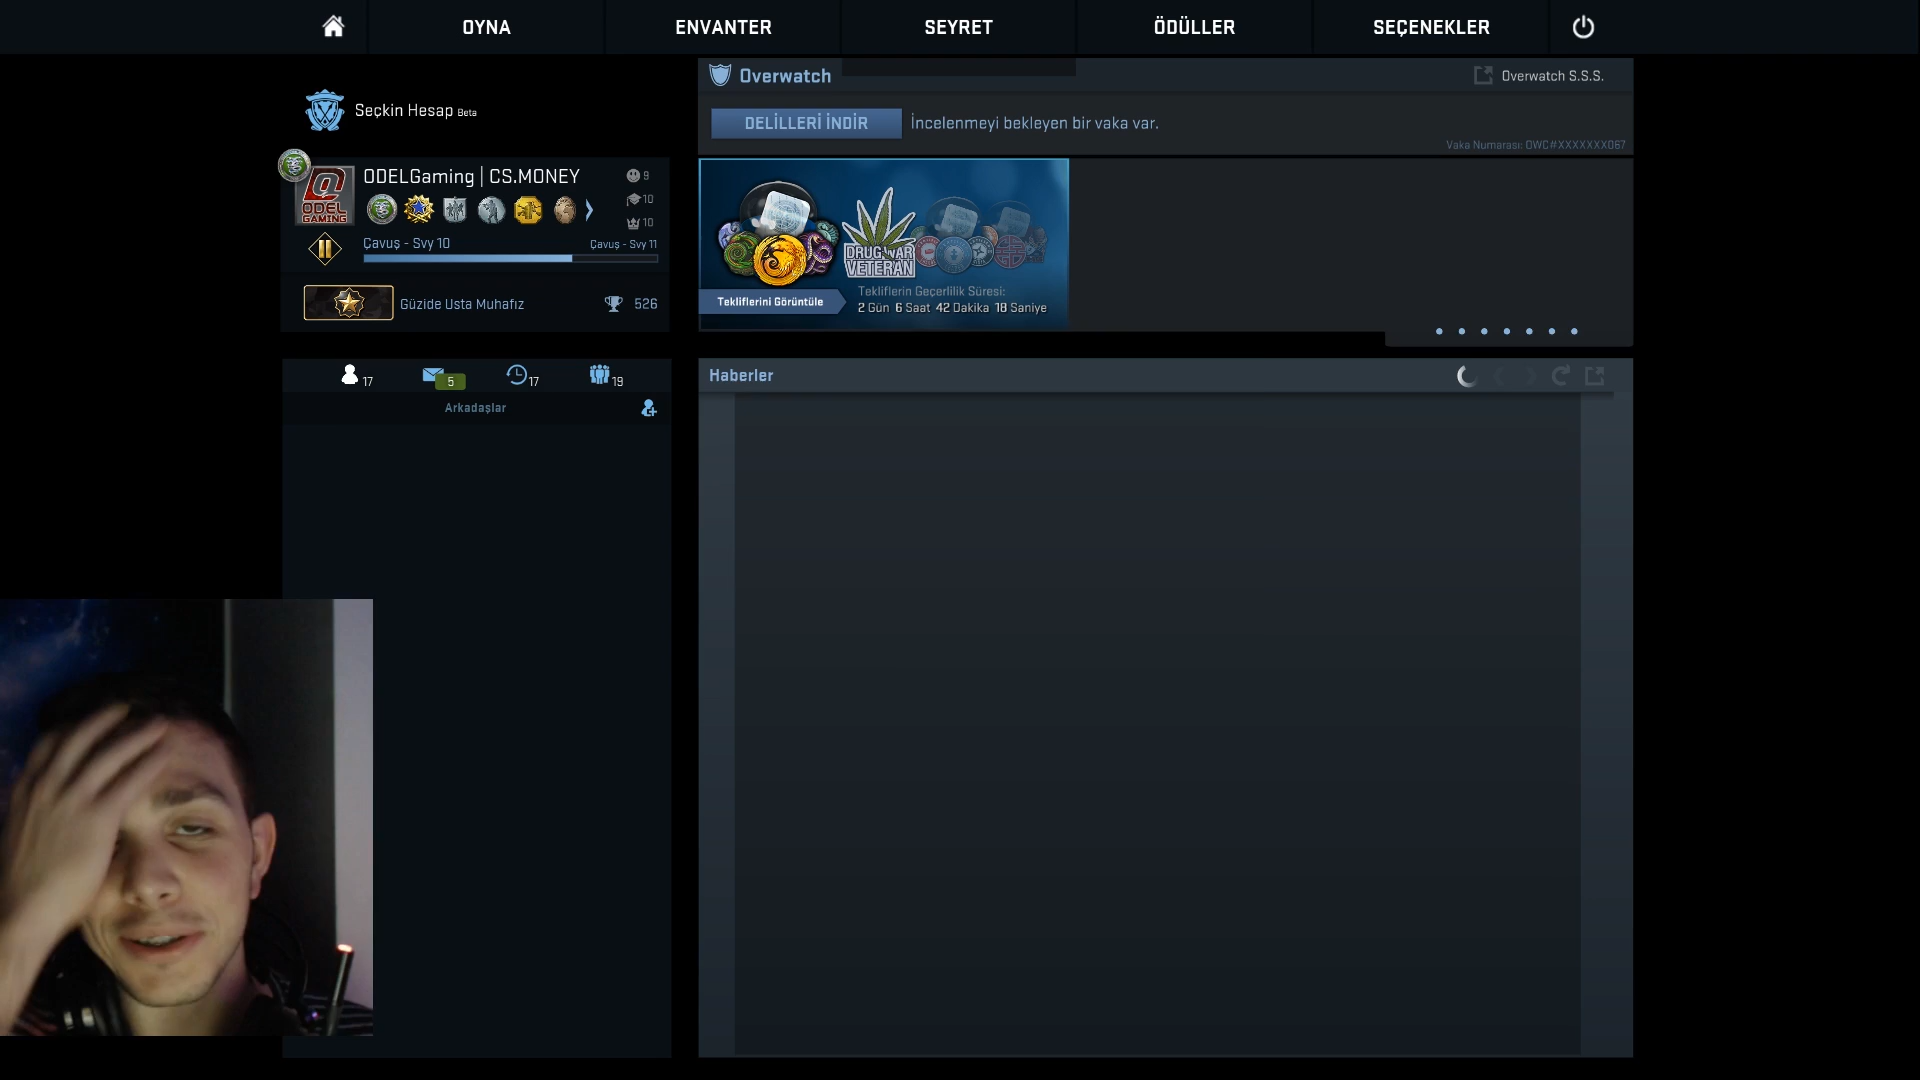 OYNA
ENVANTER
SEYRET
ÖDÜLLER
SEÇENEKLER
Seçkin Hesap Beta
Overwatch
Overwatch S.S.S.
DELİLLERİ İNDİR
İncelenmeyi bekleyen bir vaka var.
Vaka Numarası: OWC#XXXXXXX067
ODEL
GAMING
ODELGaming | CS.MONEY
9
10
10
Çavuş - Svy 10
Çavuş - Svy 11
Güzide Usta Muhafız
526
DRUG WAR
VETERAN
Tekliflerini Görüntüle
Tekliflerin Geçerlilik Süresi:
2 Gün 6 Saat 42 Dakika 18 Saniye
17
5
17
19
Arkadaşlar
Haberler